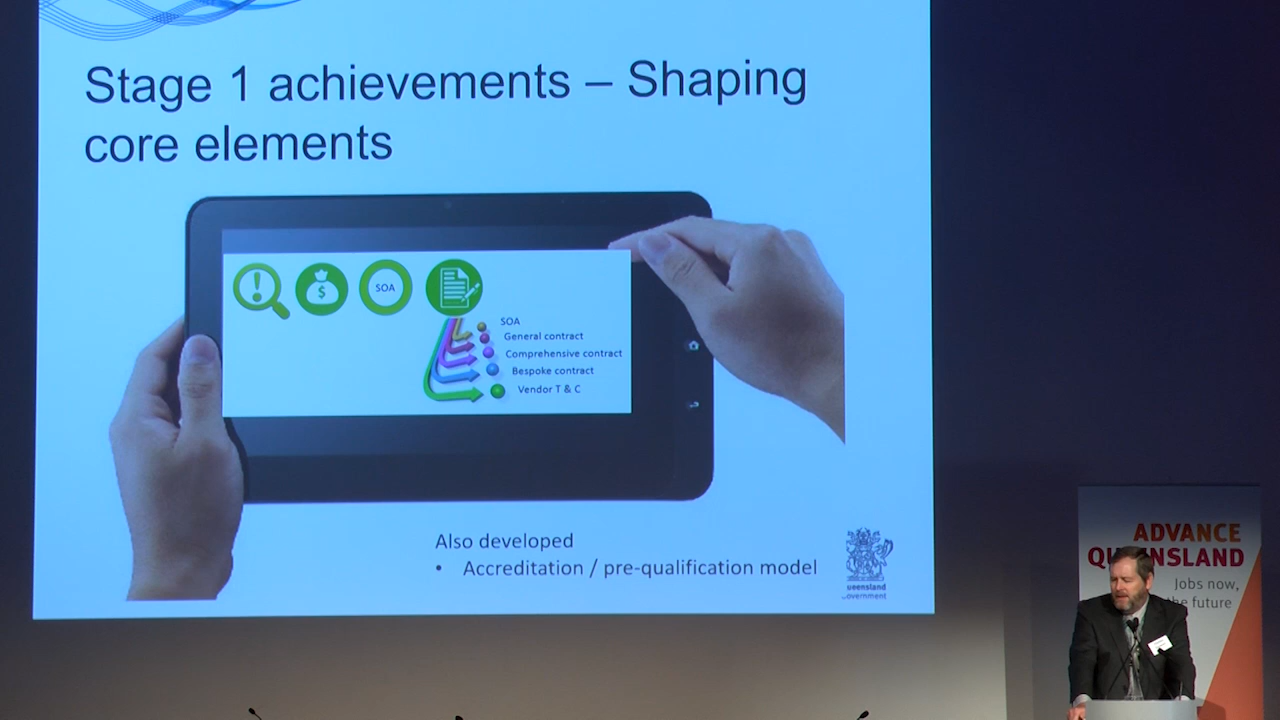 Stage 1 achievements – Shaping
core elements
!
$
SOA
SOA
General contract
Comprehensive contract
Bespoke contract
Vendor T & C
Also developed
• Accreditation / pre-qualification model
Queensland
Government
ADVANCE
Jobs now,
future